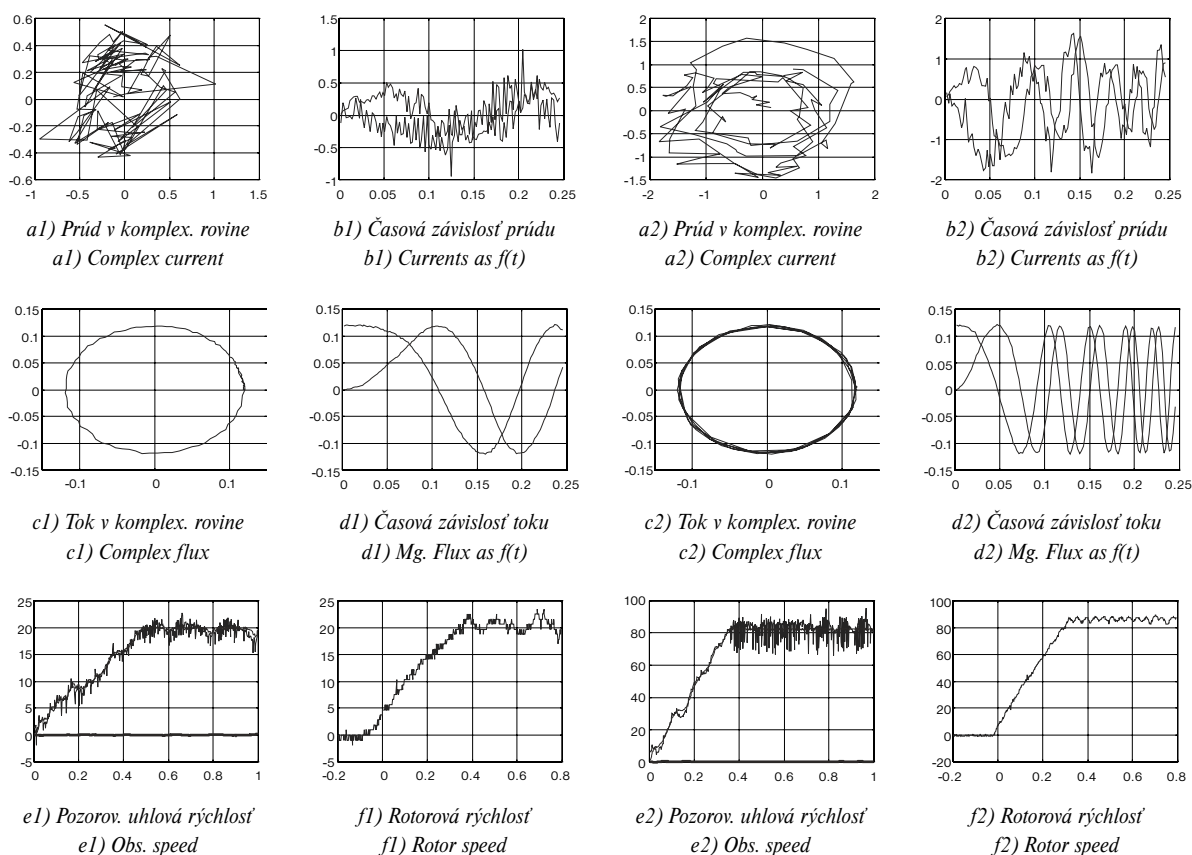 0.6
0.4
0.2
0
-0.2
-0.4
-0.6
-1 -0.5 0 0.5 1 1.5
a1) Prúd v komplex. rovine
a1) Complex current
1.5
1
0.5
0
-0.5
-1
0 0.05 0.1 0.15 0.2 0.25
b1) Časová závislosť prúdu
b1) Currents as f(t)
2
1.5
1
0.5
0
-0.5
-1
-1.5
-2 -1 0 1 2
a2) Prúd v komplex. rovine
a2) Complex current
2
1
0
-1
-2
0 0.05 0.1 0.15 0.2 0.25
b2) Časová závislosť prúdu
b2) Currents as f(t)
0.15
0.1
0.05
0
-0.05
-0.1
0.15
-0.1 0 0.1
c1) Tok v komplex. rovine
c1) Complex flux
0.15
0.1
0.05
0
-0.05
-0.1
-0.15
0 0.05 0.1 0.15 0.2 0.25
d1) Časová závislosť toku
d1) Mg. Flux as f(t)
0.15
0.1
0.05
0
-0.05
-0.1
0.15
-0.1 0 0.1
c2) Tok v komplex. rovine
c2) Complex flux
0.15
0.1
0.05
0
-0.05
-0.1
-0.15
0 0.05 0.1 0.15 0.2 0.25
d2) Časová závislosť toku
d2) Mg. Flux as f(t)
25
20
15
10
5
0
-5
0 0.2 0.4 0.6 0.8 1
e1) Pozorov. uhlová rýchlosť
e1) Obs. speed
25
20
15
10
5
0
-5
-0.2 0 0.2 0.4 0.6 0.8
f1) Rotorová rýchlosť
f1) Rotor speed
100
80
60
40
20
0
0 0.2 0.4 0.6 0.8 1
e2) Pozorov. uhlová rýchlosť
e2) Obs. speed
100
80
60
40
20
0
-20
-0.2 0 0.2 0.4 0.6 0.8
f2) Rotorová rýchlosť
f2) Rotor speed